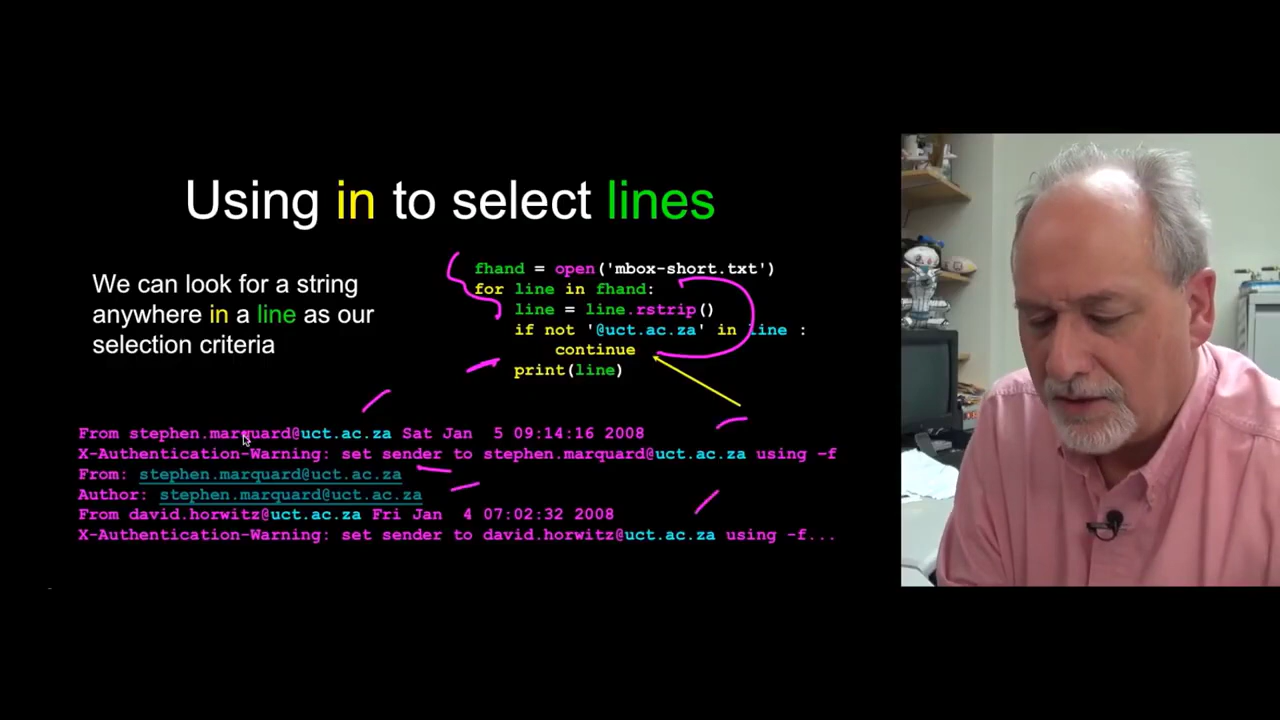 Using in to select lines
We can look for a string
anywhere in a line as our
selection criteria
fhand = open('mbox-short.txt')
for line in fhand:
line = line.rstrip()
if not '@uct.ac.za' in line :
continue
print(line)
From stephen.marquard@uct.ac.za Sat Jan 5 09:14:16 2008
X-Authentication-Warning: set sender to stephen.marquard@uct.ac.za using -f
From: stephen.marquard@uct.ac.za
Author: stephen.marquard@uct.ac.za
From david.horwitz@uct.ac.za Fri Jan 4 07:02:32 2008
X-Authentication-Warning: set sender to david.horwitz@uct.ac.za using -f...